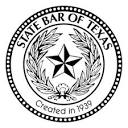 STATE BAR OF TEXAS
Created in 1939